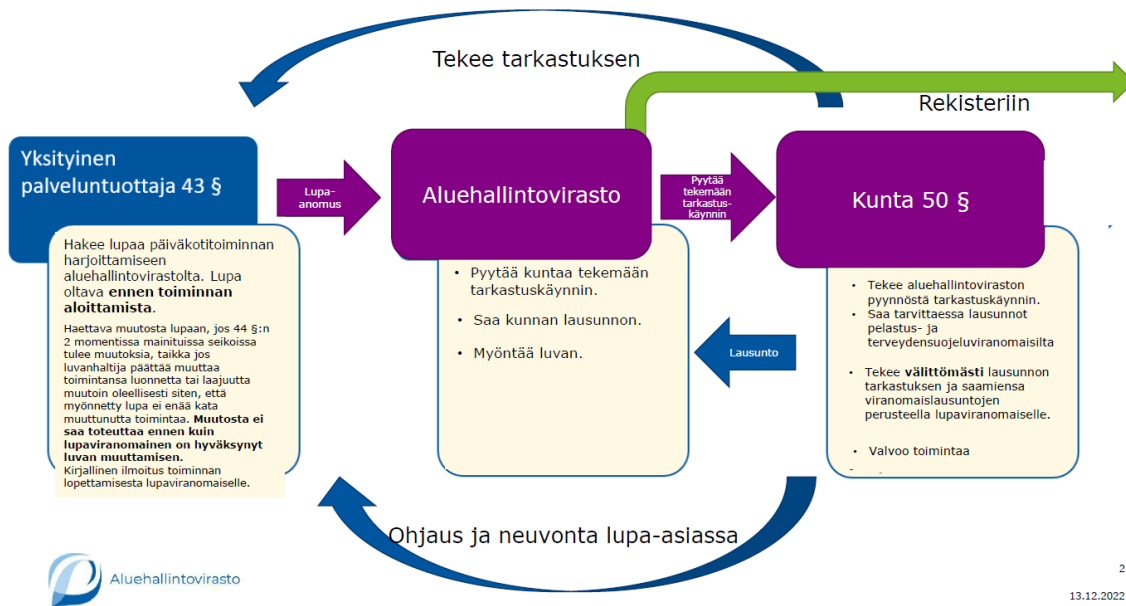 Tekee tarkastuksen
Rekisteriin
Yksityinen
palveluntuottaja 43 §
Lupa-
anomus
Aluehallintovirasto
Pyytää
tekemään
tarkastus-
käynnin
Kunta 50 §
Hakee lupaa päiväkotitoiminnan
harjoittamiseen
aluehallintovirastolta. Lupa
oltava ennen toiminnan
aloittamista.
Haettava muutosta lupaan, jos 44 §:n
2 momentissa mainituissa seikoissa
tulee muutoksia, taikka jos
luvanhaltija päättää muuttaa
toimintansa luonnetta tai laajuutta
muutoin oleellisesti siten, että
myönnetty lupa ei enää kata
muuttunutta toimintaa. Muutosta ei
saa toteuttaa ennen kuin
lupaviranomainen on hyväksynyt
luvan muuttamisen.
Kirjallinen ilmoitus toiminnan
lopettamisesta lupaviranomaiselle.
• Pyytää kuntaa tekemään
tarkastuskäynnin.
• Saa kunnan lausunnon.
• Myöntää luvan.
Lausunto
• Tekee aluehallintoviraston
pyynnöstä tarkastuskäynnin.
• Saa tarvittaessa lausunnot
pelastus- ja
terveydensuojeluviranomaisilta
• Tekee välittömästi lausunnon
tarkastuksen ja saamiensa
viranomaislausuntojen
perusteella lupaviranomaiselle.
• Valvoo toimintaa
Ohjaus ja neuvonta lupa-asiassa
Aluehallintovirasto
2
13.12.2022